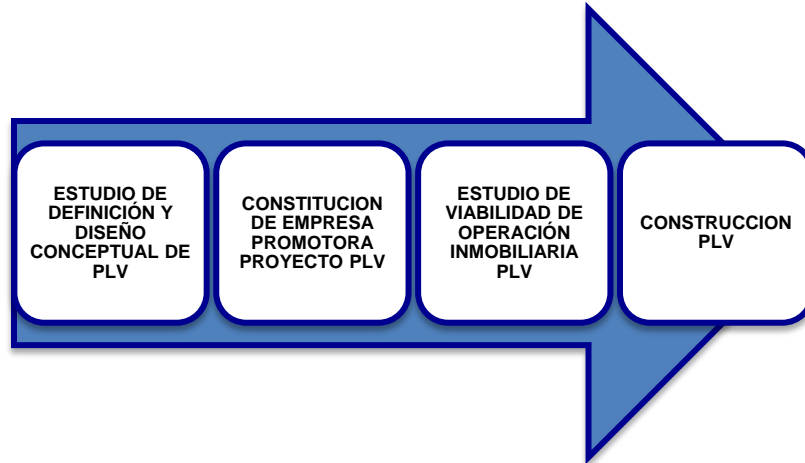 ESTUDIO DE
DEFINICIÓN Y
DISEÑO
CONCEPTUAL DE
PLV
CONSTITUCION
DE EMPRESA
PROMOTORA
PROYECTO PLV
ESTUDIO DE
VIABILIDAD DE
OPERACIÓN
INMOBILIARIA
PLV
CONSTRUCCION
PLV